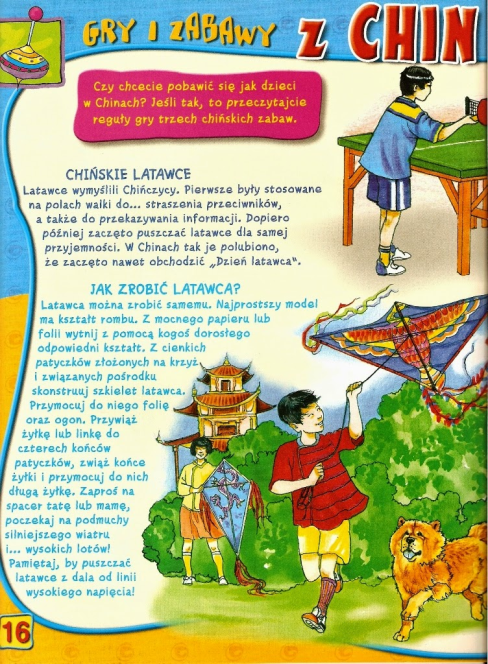 GRY I ZABAWY Z CHIN
Czy chcecie pobawić się jak dzieci
w Chinach? Jeśli tak, to przeczytajcie
reguły gry trzech chińskich zabaw.
CHIŃSKIE LATAWCE
Latawce wymyślili Chińczycy. Pierwsze były stosowane
na polach walki do... straszenia przeciwników,
a także do przekazywania informacji. Dopiero
później zaczęto puszczać latawce dla samej
przyjemności. W Chinach tak je polubiono,
że zaczęto nawet obchodzić „Dzień latawca".
JAK ZROBIĆ LATAWCA?
Latawca można zrobić samemu. Najprostszy model
ma kształt rombu. Z mocnego papieru lub
folii wytnij z pomocą kogoś dorosłego
odpowiedni kształt. Z cienkich
patyczków złożonych na krzyż
i związanych pośrodku
skonstruuj szkielet latawca.
Przymocuj do niego folię
oraz ogon. Przywiąż
żyłkę lub linkę do
czterech końców
patyczków, zwiąż końce
żyłki i przymocuj do nich
długą żyłkę. Zaproś na
spacer tatę lub mamę,
poczekaj na podmuchy
silniejszego wiatru
i... wysokich lotów!
Pamiętaj, by puszczać
latawce z dala od linii
wysokiego napięcia!
16